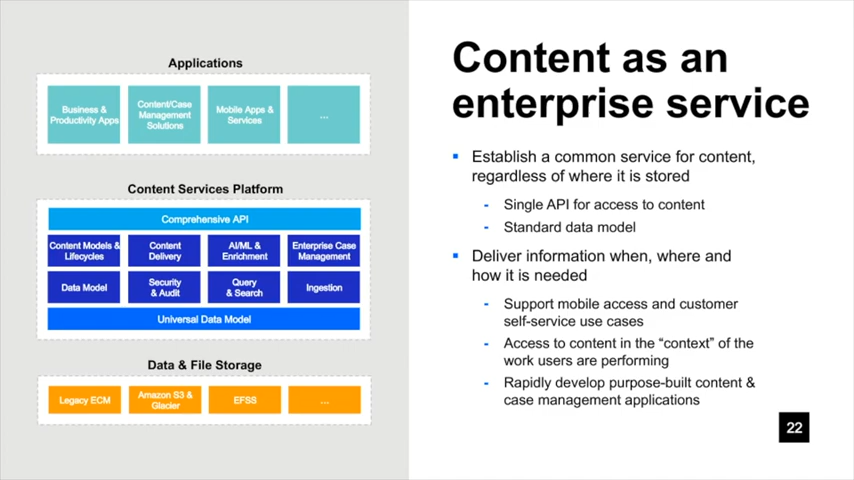 Applications
Business &
Productivity Apps
Content/Case
Management
Solutions
Mobile Apps &
Services
...
Content Services Platform
Comprehensive API
Content Models &
Lifecycles
Content
Delivery
AI/ML &
Enrichment
Enterprise Case
Management
Data Model
Security
& Audit
Query
& Search
Ingestion
Universal Data Model
Data & File Storage
Legacy ECM
Amazon S3 &
Glacier
EFSS
...
Content as an
enterprise service
Establish a common service for content,
regardless of where it is stored
- Single API for access to content
- Standard data model
Deliver information when, where and
how it is needed
- Support mobile access and customer
self-service use cases
- Access to content in the “context” of the
work users are performing
- Rapidly develop purpose-built content &
case management applications
22